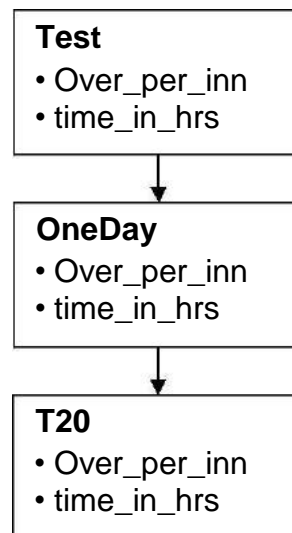 Test
• Over_per_inn
• time_in_hrs
OneDay
• Over_per_inn
• time_in_hrs
T20
• Over_per_inn
• time_in_hrs